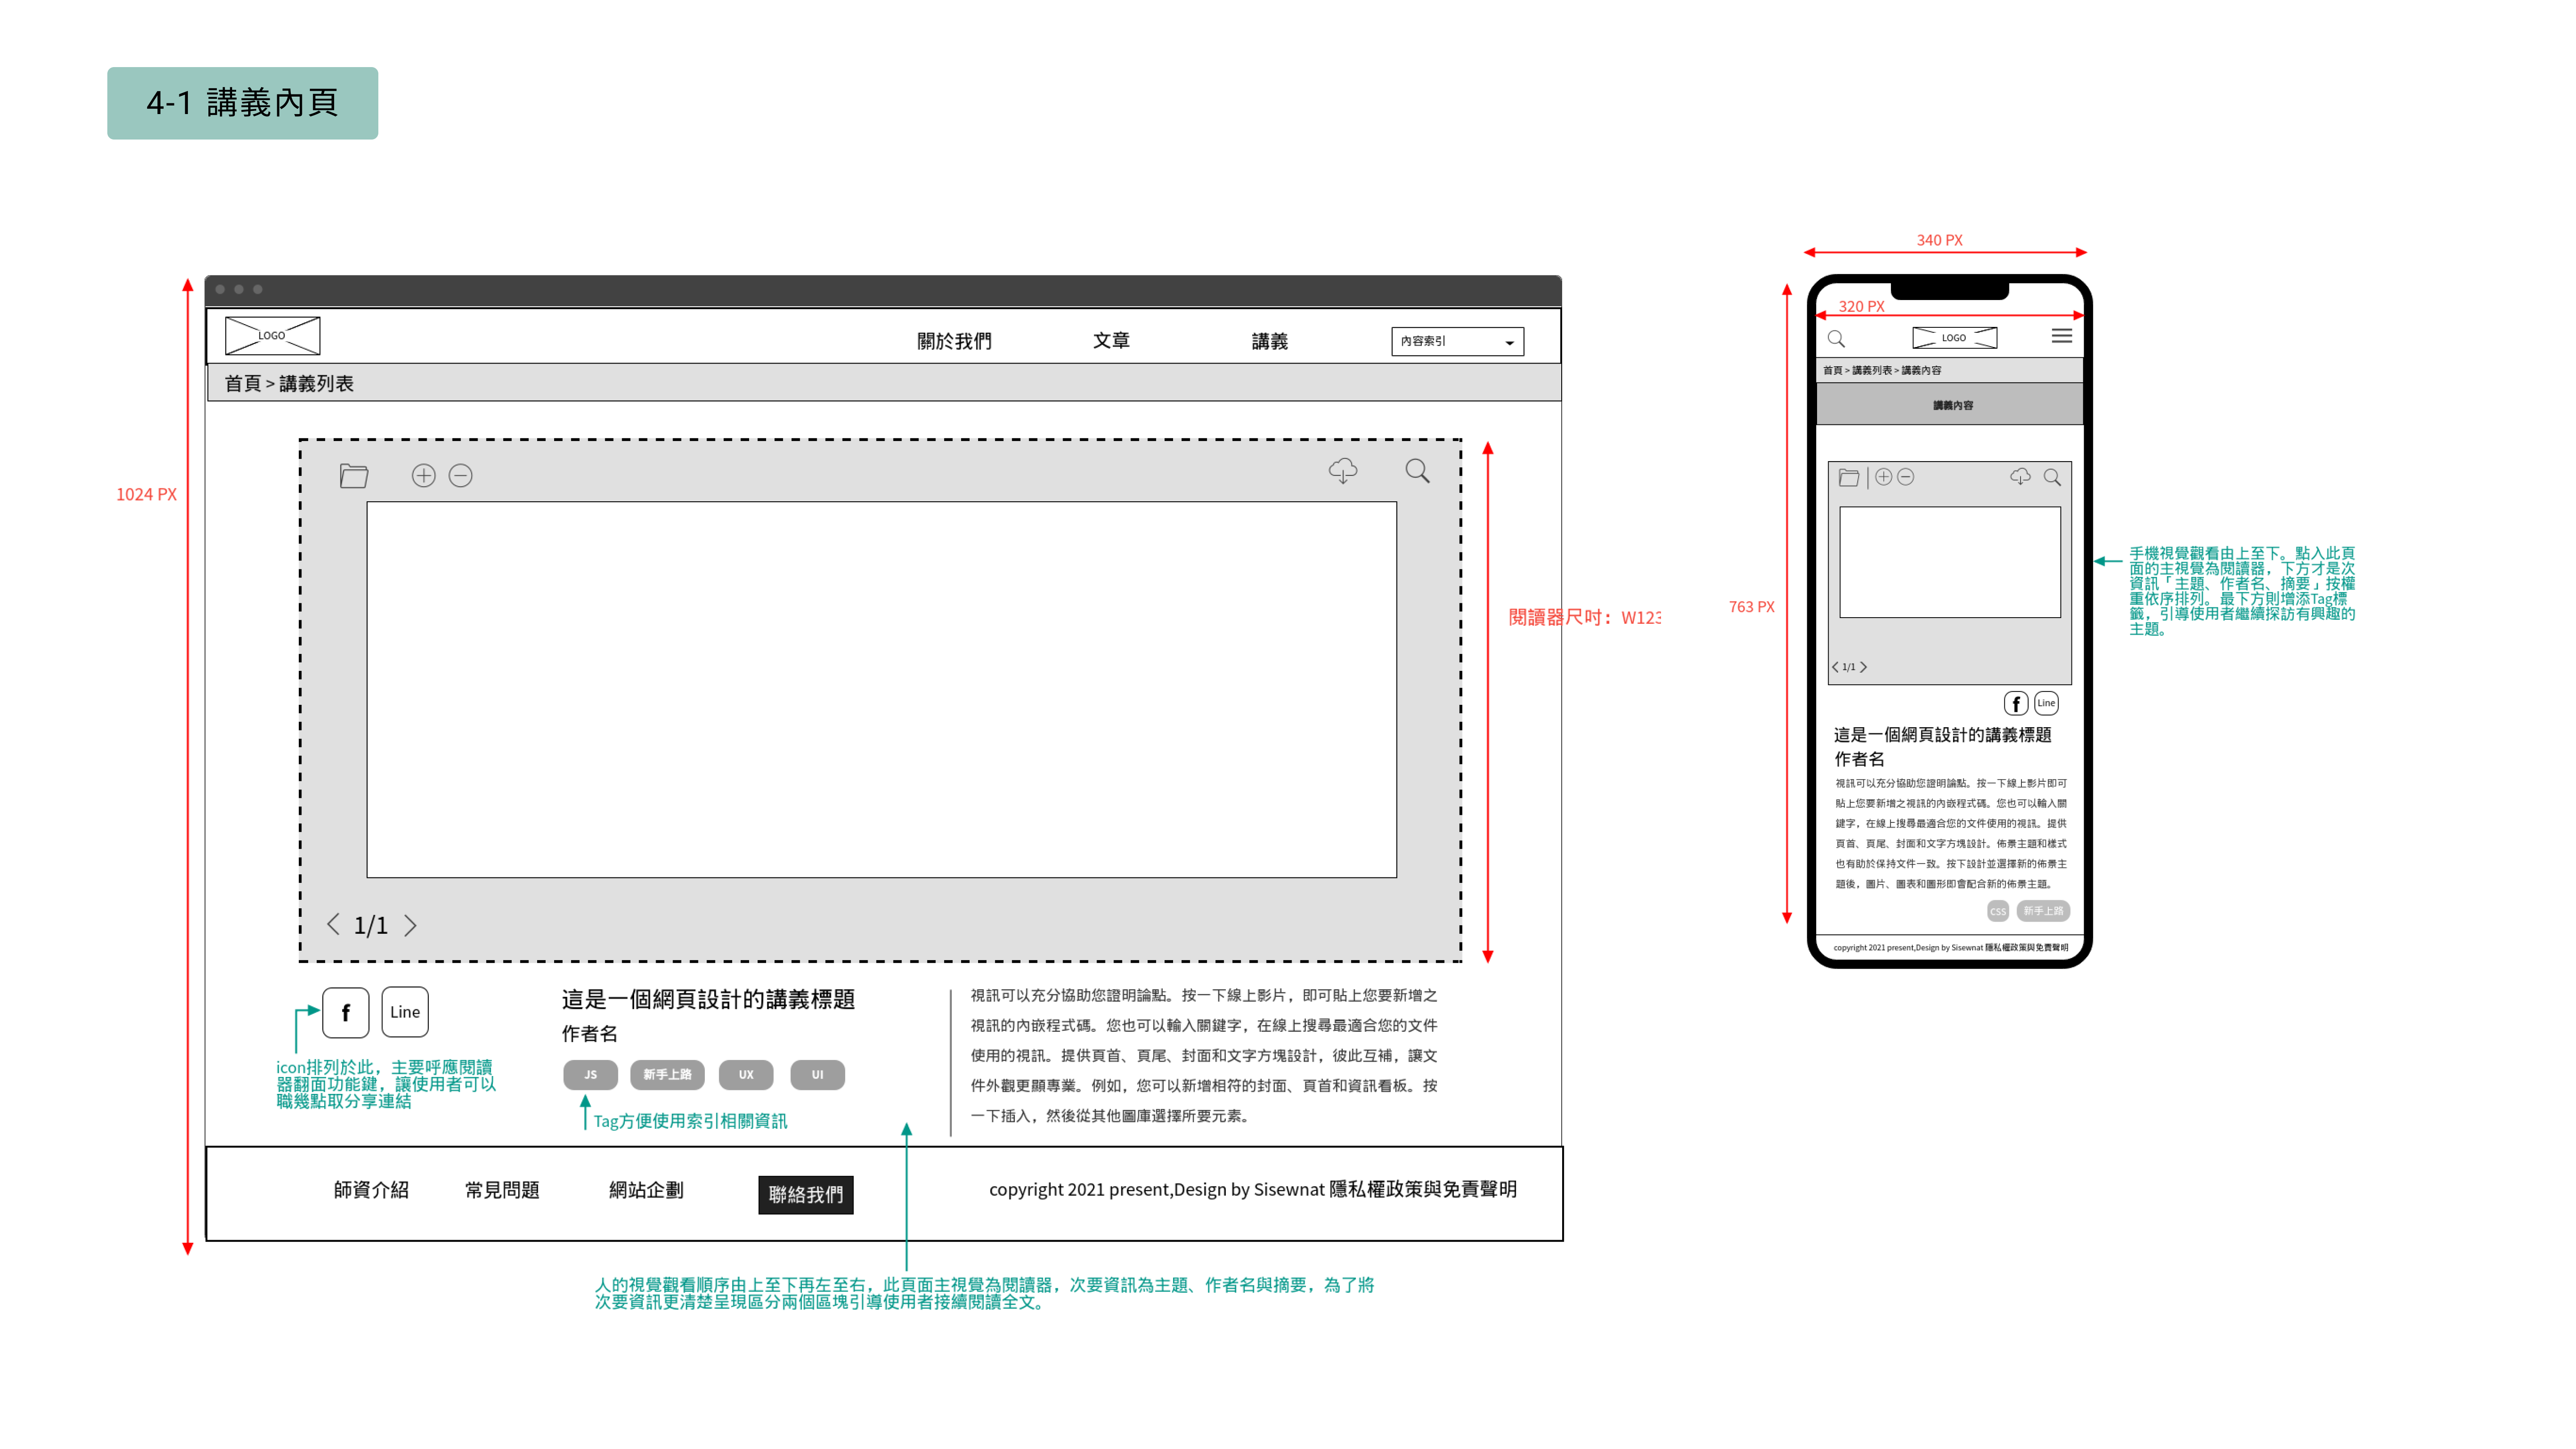 4-1 講義內頁
1024 PX
LOGO
關於我們
文章
講義
內容索引
首頁 > 講義列表
閱讀器尺吋：W123
1/1
f
Line
icon排列於此，主要呼應閱讀
器翻面功能鍵，讓使用者可以
職幾點取分享連結
這是一個網頁設計的講義標題
作者名
JS
新手上路
UX
UI
Tag方便使用索引相關資訊
視訊可以充分協助您證明論點。按一下線上影片，即可貼上您要新增之
視訊的內嵌程式碼。您也可以輸入關鍵字，在線上搜尋最適合您的文件
使用的視訊。提供頁首、頁尾、封面和文字方塊設計，彼此互補，讓文
件外觀更顯專業。例如，您可以新增相符的封面、頁首和資訊看板。按
一下插入，然後從其他圖庫選擇所要元素。
師資介紹
常見問題
網站企劃
聯絡我們
copyright 2021 present,Design by Sisewnat 隱私權政策與免責聲明
人的視覺觀看順序由上至下再左至右，此頁面主視覺為閱讀器，次要資訊為主題、作者名與摘要，為了將
次要資訊更清楚呈現區分兩個區塊引導使用者接續閱讀全文。
340 PX
320 PX
763 PX
LOGO
首頁 > 講義列表 > 講義內容
講義內容
1/1
f
Line
這是一個網頁設計的講義標題
作者名
視訊可以充分協助您證明論點。按一下線上影片即可
貼上您要新增之視訊的內嵌程式碼。您也可以輸入關
鍵字，在線上搜尋最適合您的文件使用的視訊。提供
頁首、頁尾、封面和文字方塊設計。佈景主題和樣式
也有助於保持文件一致。按下設計並選擇新的佈景主
題後，圖片、圖表和圖形即會配合新的佈景主題。
CSS
新手上路
copyright 2021 present,Design by Sisewnat 隱私權政策與免責聲明
手機視覺觀看由上至下。點入此頁
面的主視覺為閱讀器，下方才是次
資訊「主題、作者名、摘要」按權
重依序排列。最下方則增添Tag標
籤，引導使用者繼續探訪有興趣的
主題。